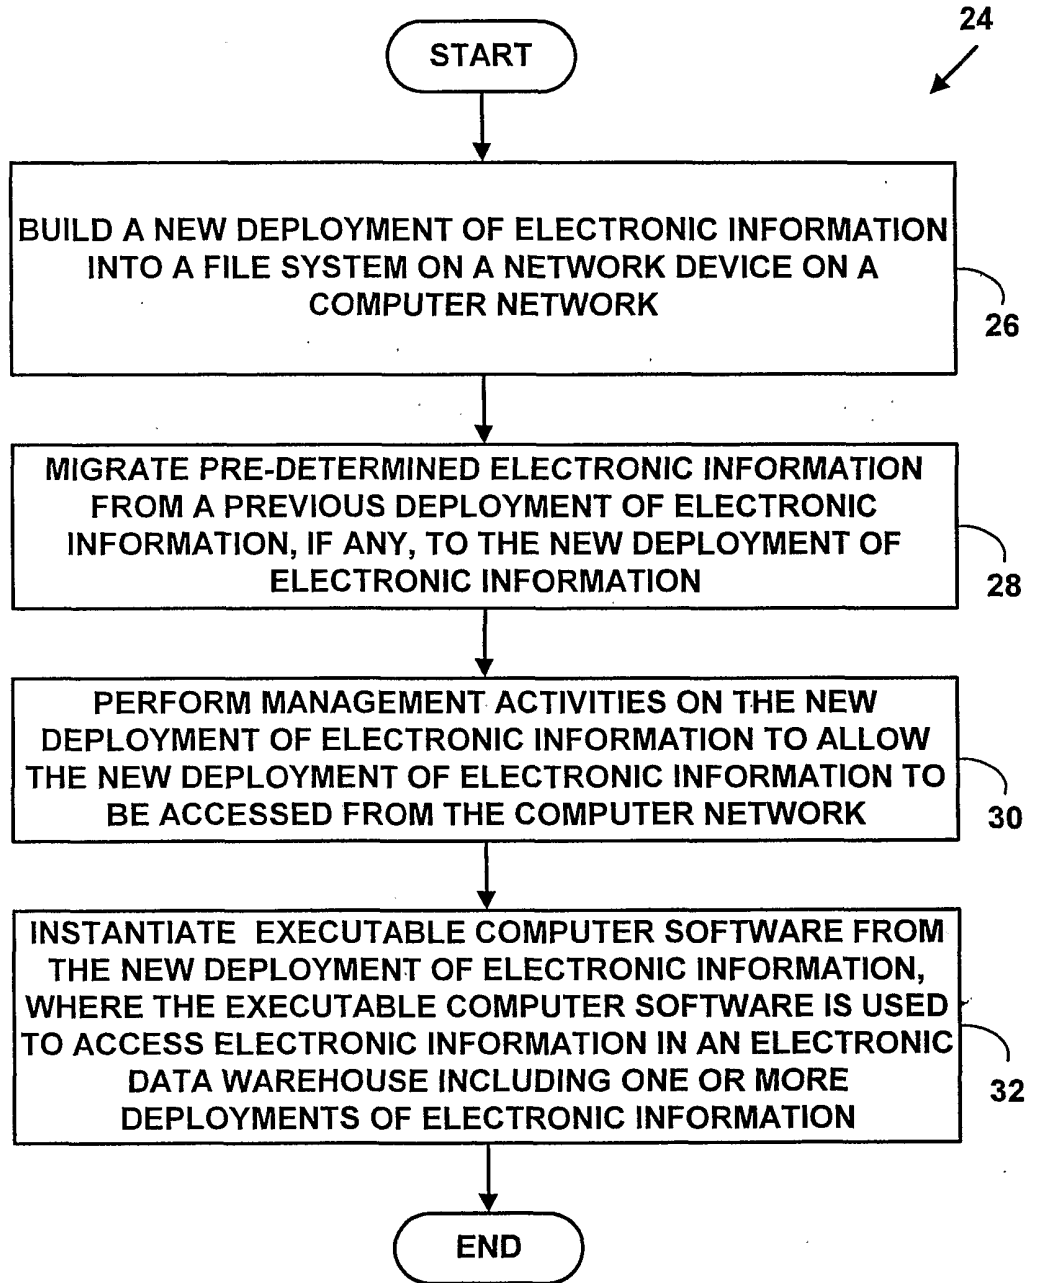 24
START
BUILD A NEW DEPLOYMENT OF ELECTRONIC INFORMATION
INTO A FILE SYSTEM ON A NETWORK DEVICE ON A
COMPUTER NETWORK
26
MIGRATE PRE-DETERMINED ELECTRONIC INFORMATION
FROM A PREVIOUS DEPLOYMENT OF ELECTRONIC
INFORMATION, IF ANY, TO THE NEW DEPLOYMENT OF
ELECTRONIC INFORMATION
28
PERFORM MANAGEMENT ACTIVITIES ON THE NEW
DEPLOYMENT OF ELECTRONIC INFORMATION TO ALLOW
THE NEW DEPLOYMENT OF ELECTRONIC INFORMATION TO
BE ACCESSED FROM THE COMPUTER NETWORK
30
INSTANTIATE EXECUTABLE COMPUTER SOFTWARE FROM
THE NEW DEPLOYMENT OF ELECTRONIC INFORMATION,
WHERE THE EXECUTABLE COMPUTER SOFTWARE IS USED
TO ACCESS ELECTRONIC INFORMATION IN AN ELECTRONIC
DATA WAREHOUSE INCLUDING ONE OR MORE
DEPLOYMENTS OF ELECTRONIC INFORMATION
32
END